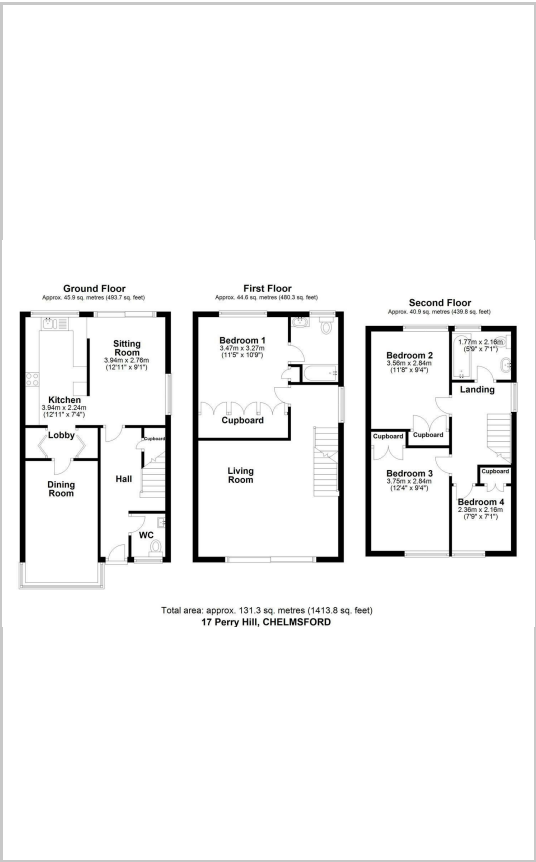 Ground Floor
Approx. 45.9 sq. metres (493.7 sq. feet)
Sitting
Room
3.94m x 2.76m
(12'11" x 9'1")
Kitchen
3.94m x 2.24m
(12'11" x 7'4")
Lobby
Cupboard
Dining
Room
Hall
WC
First Floor
Approx. 44.6 sq. metres (480.3 sq. feet)
Bedroom 1
3.47m x 3.27m
(11'5" x 10'9")
Cupboard
Living
Room
Second Floor
Approx. 40.9 sq. metres (439.8 sq. feet)
Bedroom 2
3.56m x 2.84m
(11'8" x 9'4")
1.77m x 2.16m
(5'9" x 7'1")
Landing
Cupboard
Cupboard
Bedroom 3
3.75m x 2.84m
(12'4" x 9'4")
Cupboard
Bedroom 4
2.36m x 2.16m
(7'9" x 7'1")
Total area: approx. 131.3 sq. metres (1413.8 sq. feet)
17 Perry Hill, CHELMSFORD